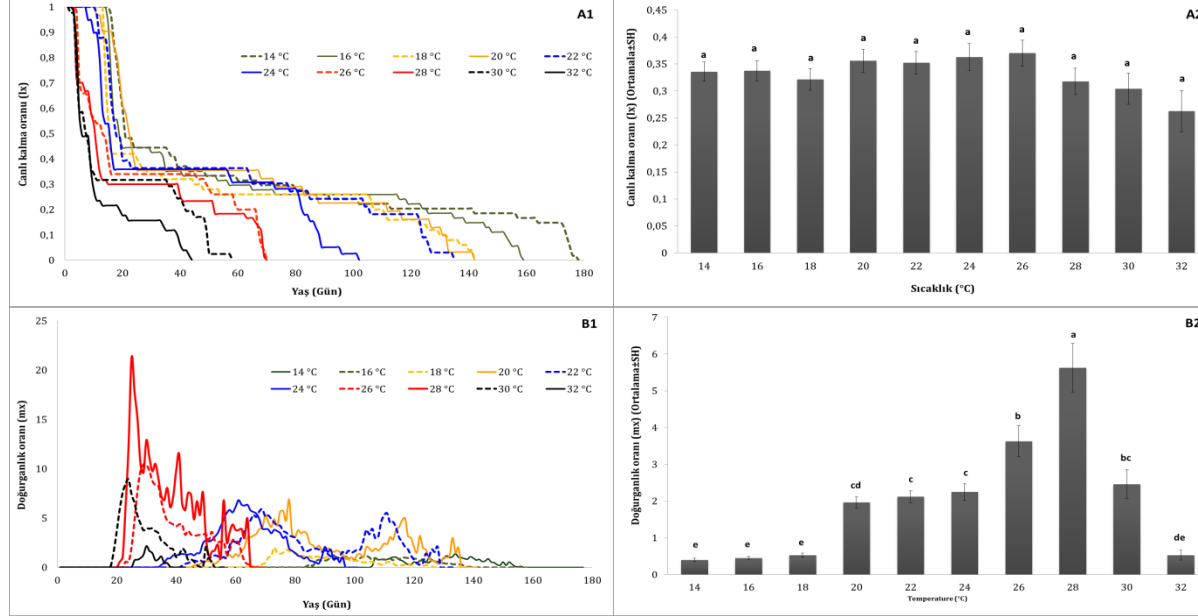 A1
Canlı kalma oranu (lx)
1
0,9
0,8
0,7
0,6
0,5
0,4
0,3
0,2
0,1
0
14 °C 16 °C 18 °C 20 °C 22 °C
24 °C 26 °C 28 °C 30 °C 32 °C
0 20 40 60 80 100 120 140 160 180
Yaş (Gün)
A2
Canlı kalma oranı (lx) (Ortamala±SH)
0,45
0,4
0,35
0,3
0,25
0,2
0,15
0,1
0,05
0
a a a a a a a a a a
14 16 18 20 22 24 26 28 30 32
Sıcaklık (°C)
B1
Doğurganlık oranı (mx)
25
20
15
10
5
0
14 °C 16 °C 18 °C 20 °C 22 °C
24 °C 26 °C 28 °C 30 °C 32 °C
0 20 40 60 80 100 120 140 160 180
Yaş (Gün)
B2
Doğurganlık oranı (mx) (Ortalama±SH)
7
6
5
4
3
2
1
0
e e e cd c c b a bc de
14 16 18 20 22 24 26 28 30 32
Temperature (°C)